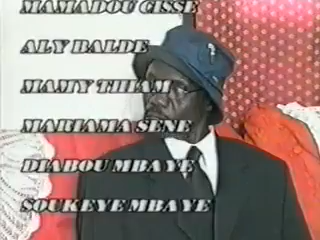 MAMADOU CISSE
ALY BALDE
MAMY THIAM
MARIAMA SENE
DIABOU MBAYE
SOUKEYE MBAYE